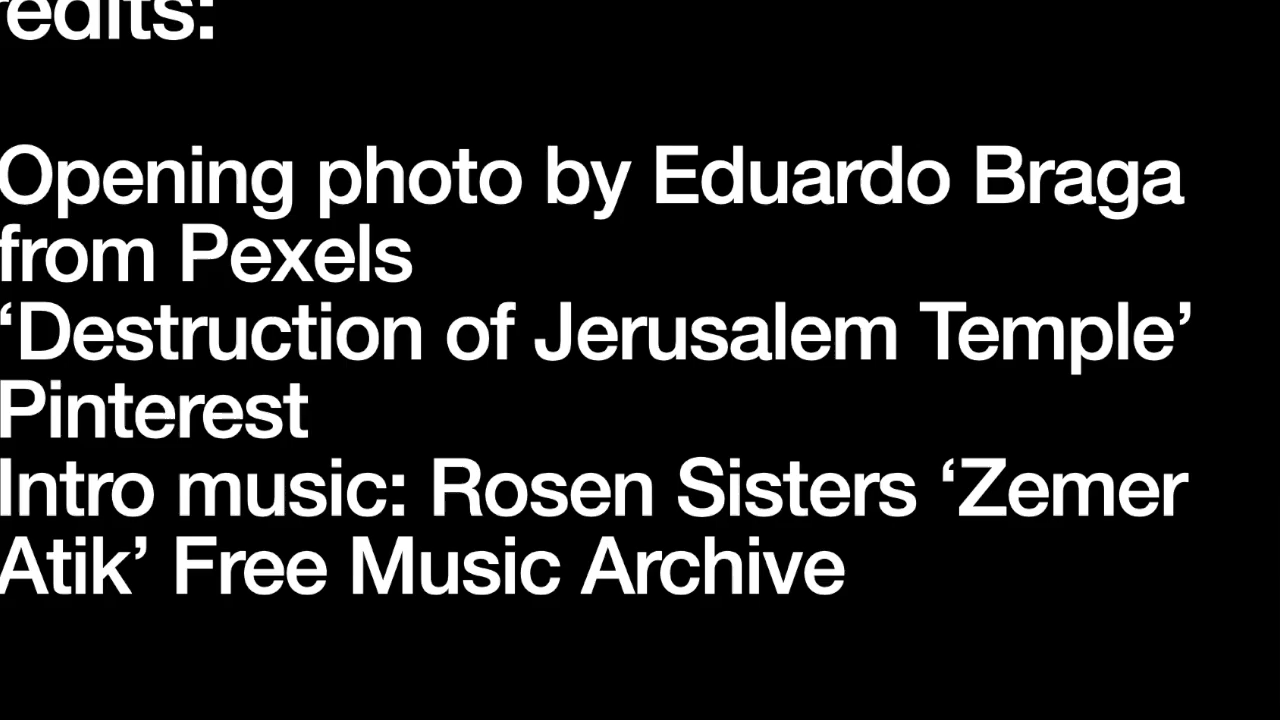 redits:
Opening photo by Eduardo Braga
from Pexels
‘Destruction of Jerusalem Temple’
Pinterest
Intro music: Rosen Sisters ‘Zemer
Atik’ Free Music Archive